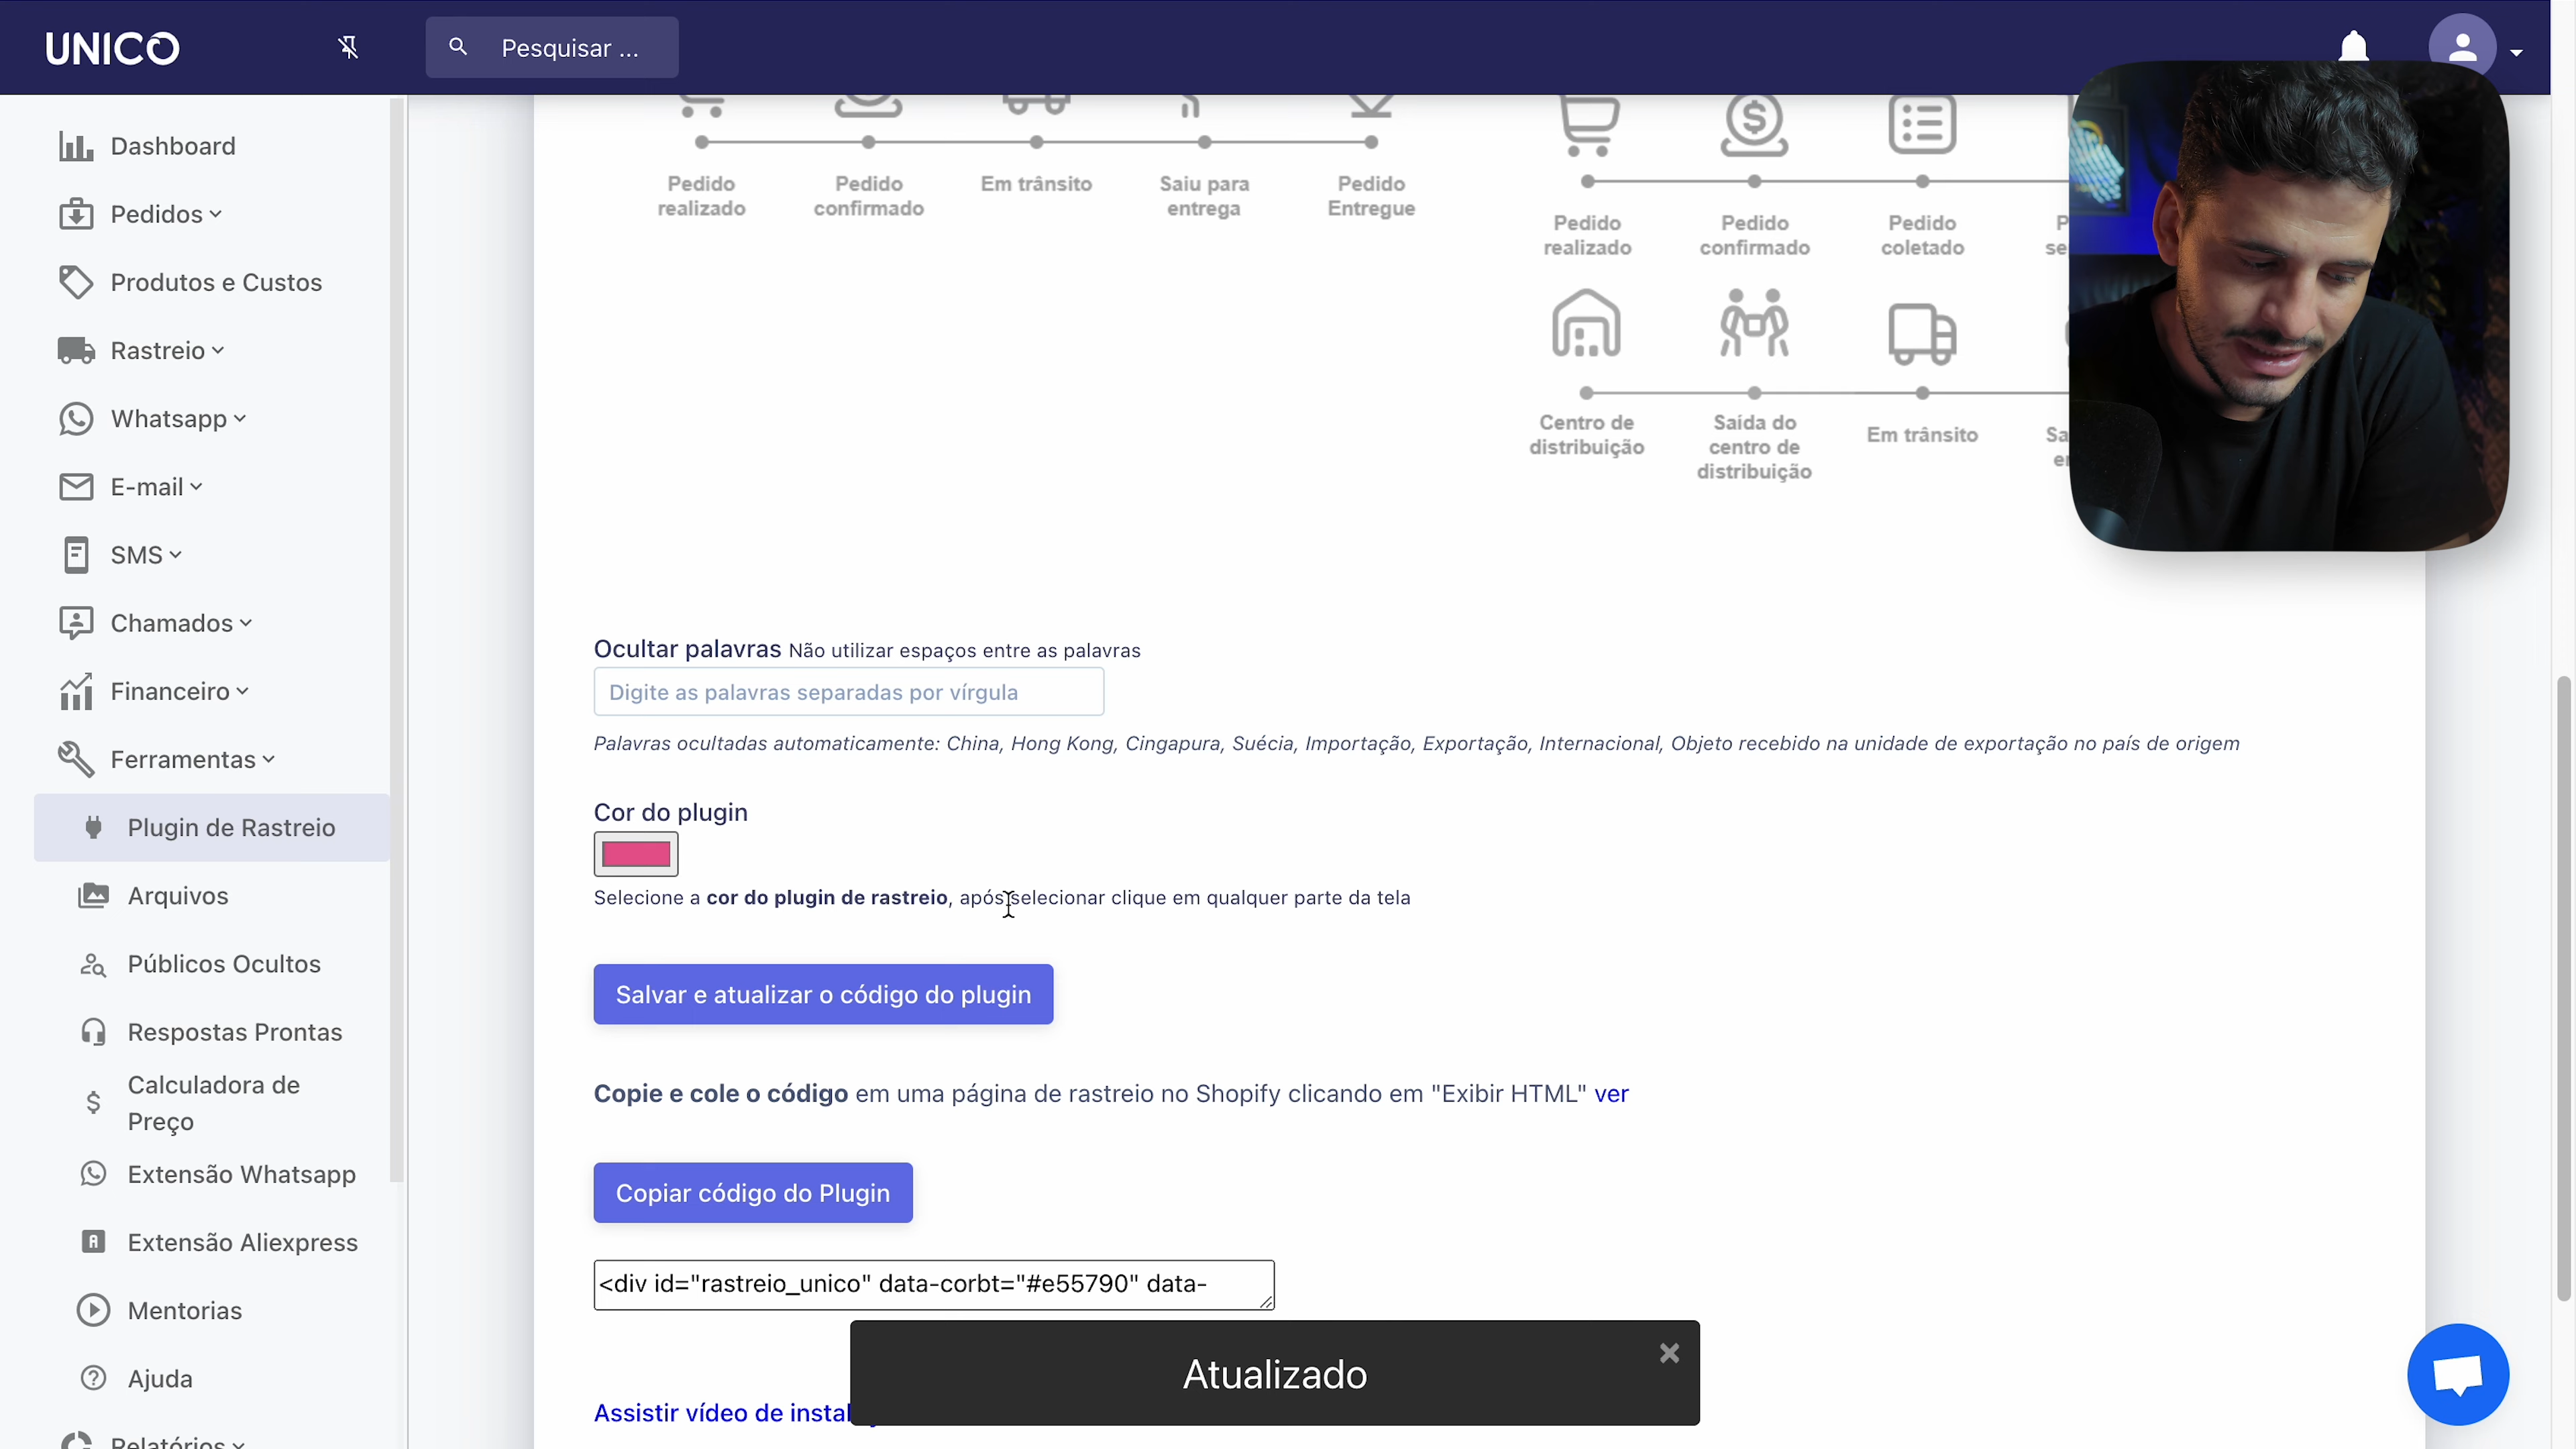 UNICO
Pesquisar ...
Dashboard
Pedidos
Produtos e Custos
Rastreio
Whatsapp
E-mail
SMS
Chamados
Financeiro
Ferramentas
Plugin de Rastreio
Arquivos
Públicos Ocultos
Respostas Prontas
Calculadora de
Preço
Extensão Whatsapp
Extensão Aliexpress
Mentorias
Ajuda
Relatórios
Pedido
realizado
Pedido
confirmado
Em trânsito
Saiu para
entrega
Pedido
Entregue
Pedido
realizado
Pedido
confirmado
Pedido
coletado
Centro de
distribuição
Saída do
centro de
distribuição
Em trânsito
Ocultar palavras Não utilizar espaços entre as palavras
Digite as palavras separadas por vírgula
Palavras ocultadas automaticamente: China, Hong Kong, Cingapura, Suécia, Importação, Exportação, Internacional, Objeto recebido na unidade de exportação no país de origem
Cor do plugin
Selecione a cor do plugin de rastreio, após selecionar clique em qualquer parte da tela
Salvar e atualizar o código do plugin
Copie e cole o código em uma página de rastreio no Shopify clicando em "Exibir HTML" ver
Copiar código do Plugin
<div id="rastreio_unico" data-corbt="#e55790" data-
Atualizado
Assistir vídeo de